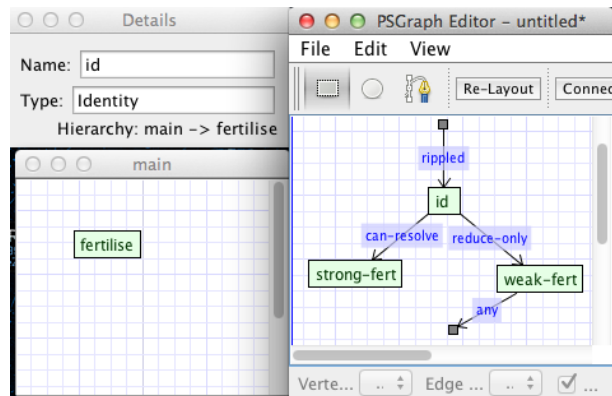 Details
Name: id
Type: Identity
Hierarchy: main -> fertilise
main
fertilise
PSGraph Editor - untitled*
File Edit View
Re-Layout Connec
rippled
id
can-resolve reduce-only
strong-fert weak-fert
any
Verte... .. Edge ... .. ...